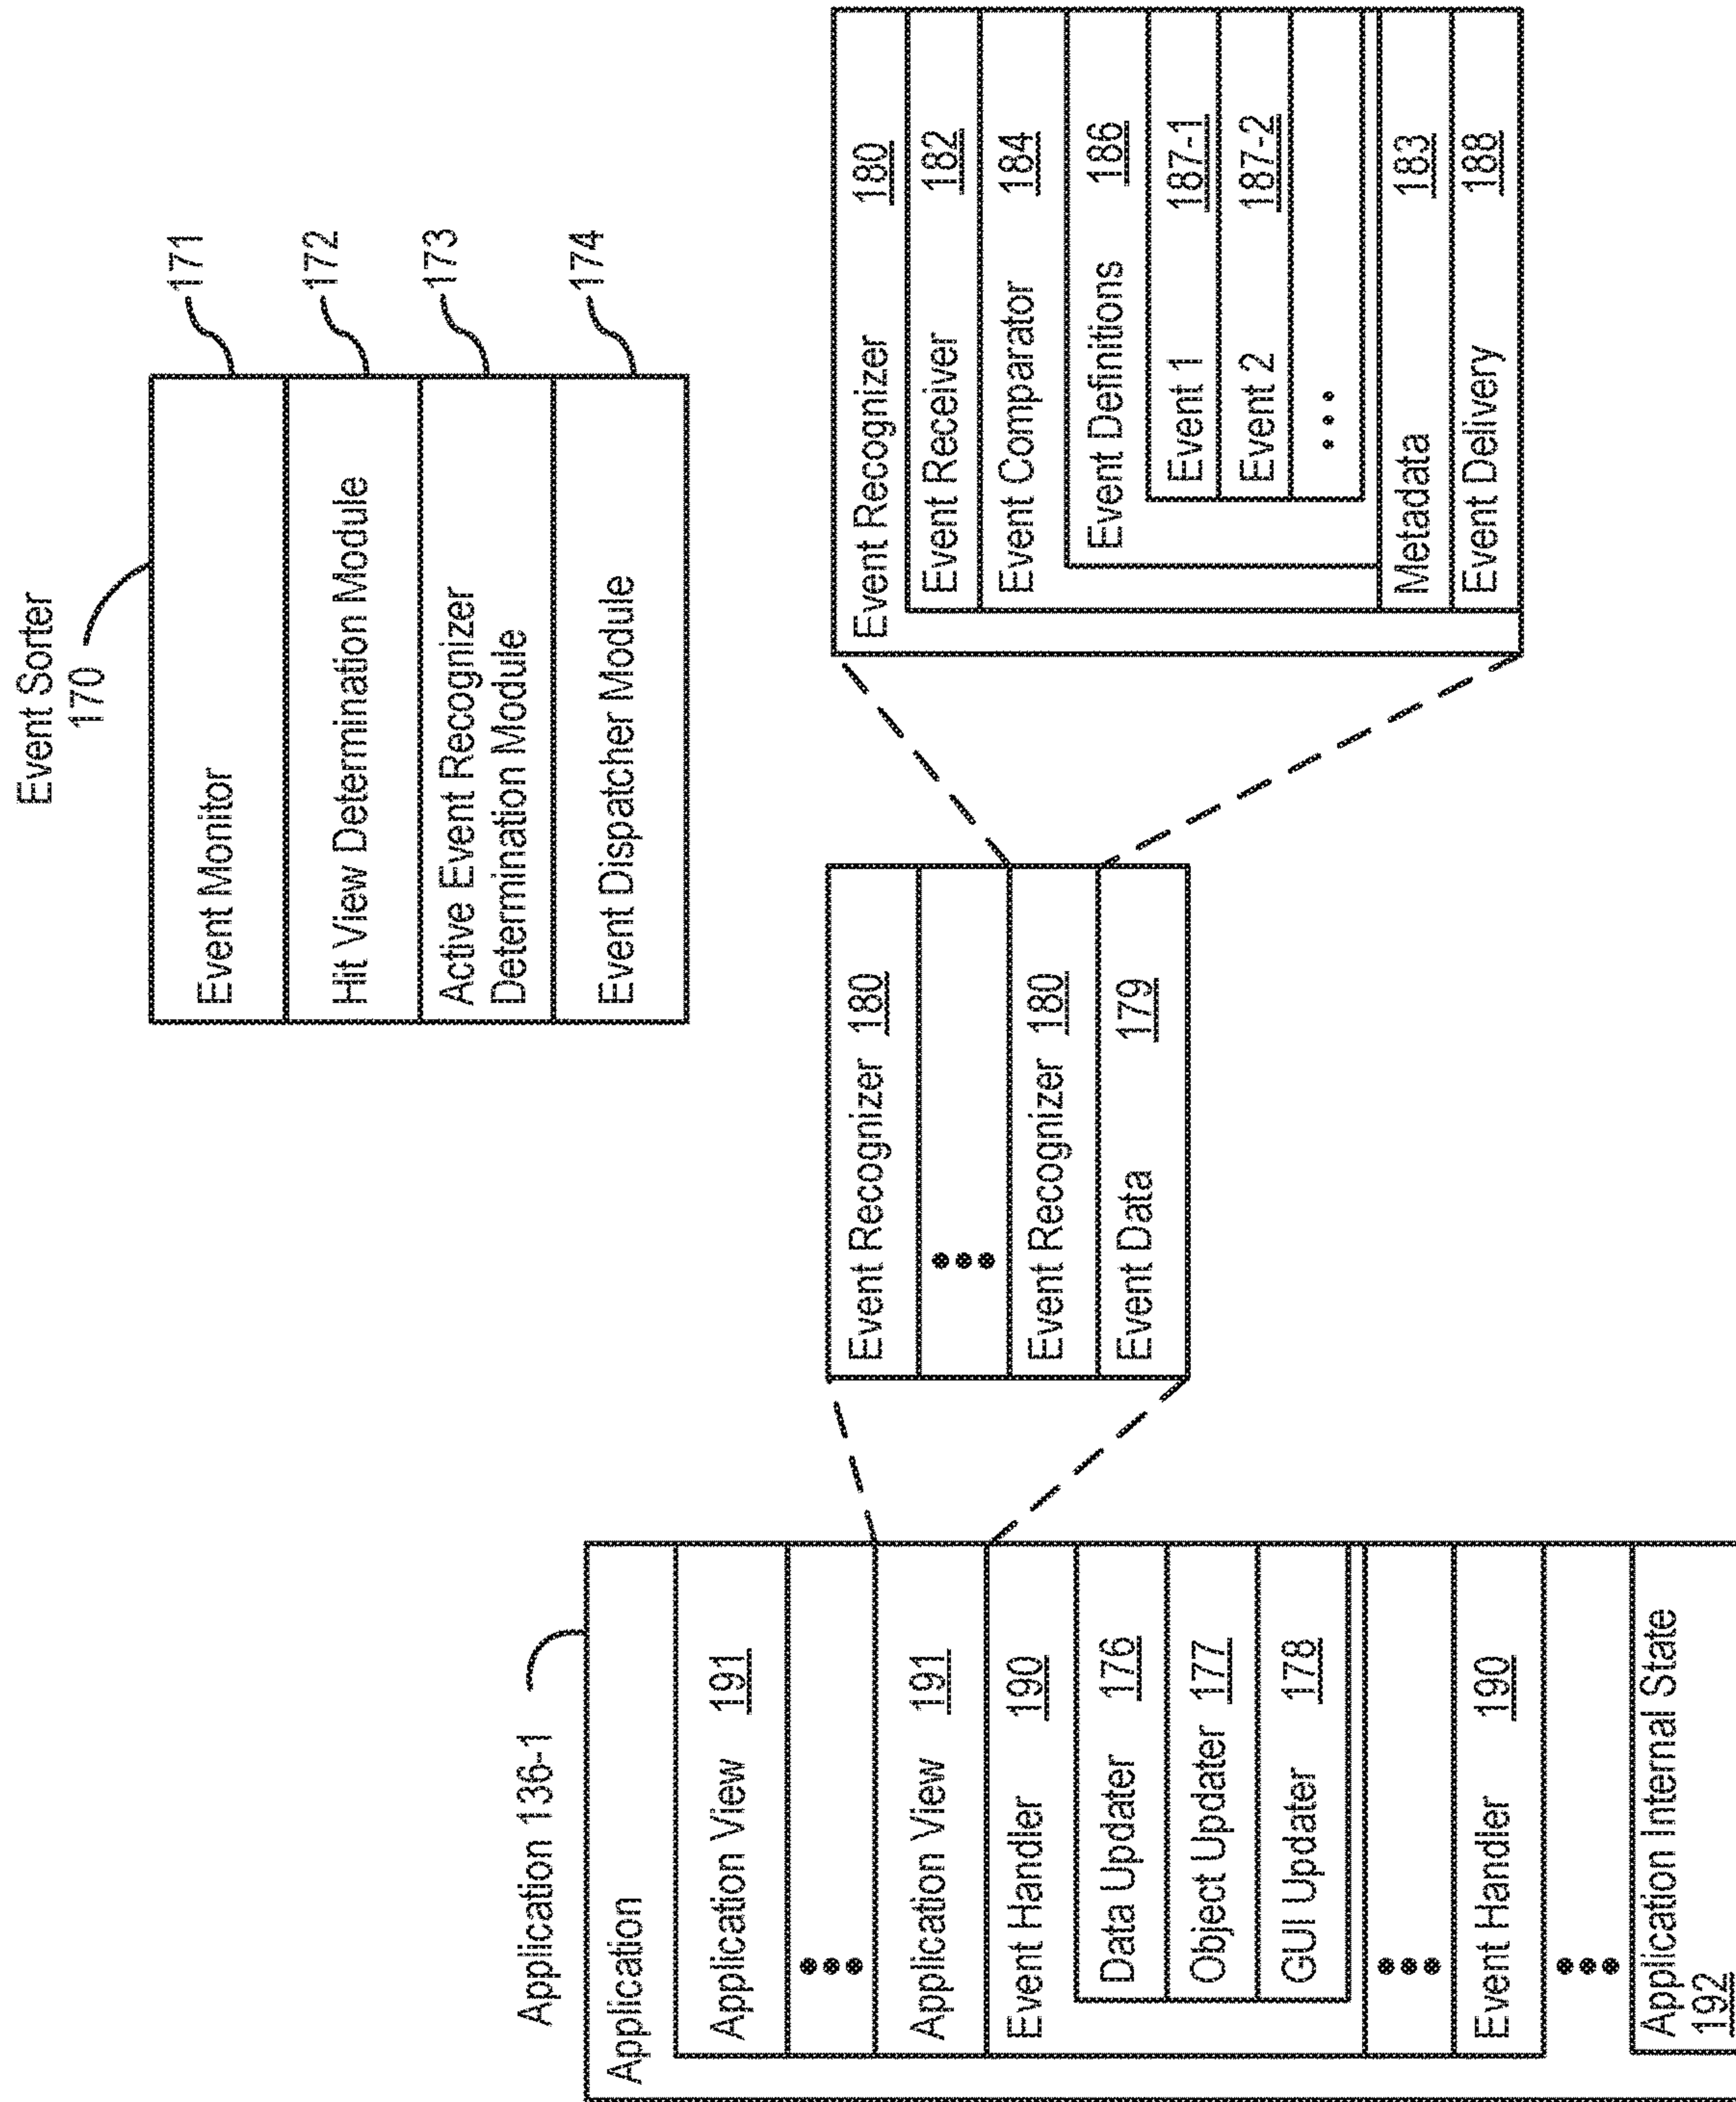 Event Sorter
170
Event Monitor
171
Hit View Determination Module
172
Active Event Recognizer
Determination Module
173
Event Dispatcher Module
174
Application 136-1
Application
Application View 191
•••
Application View 191
Event Handler 190
Data Updater 176
Object Updater 177
GUI Updater 178
•••
Event Handler 190
•••
Application Internal State
192
Event Recognizer 180
•••
Event Recognizer 180
Event Data 179
Event Recognizer 180
Event Receiver 182
Event Comparator 184
Event Definitions 186
Event 1 187-1
Event 2 187-2
•••
Metadata 183
Event Delivery 188